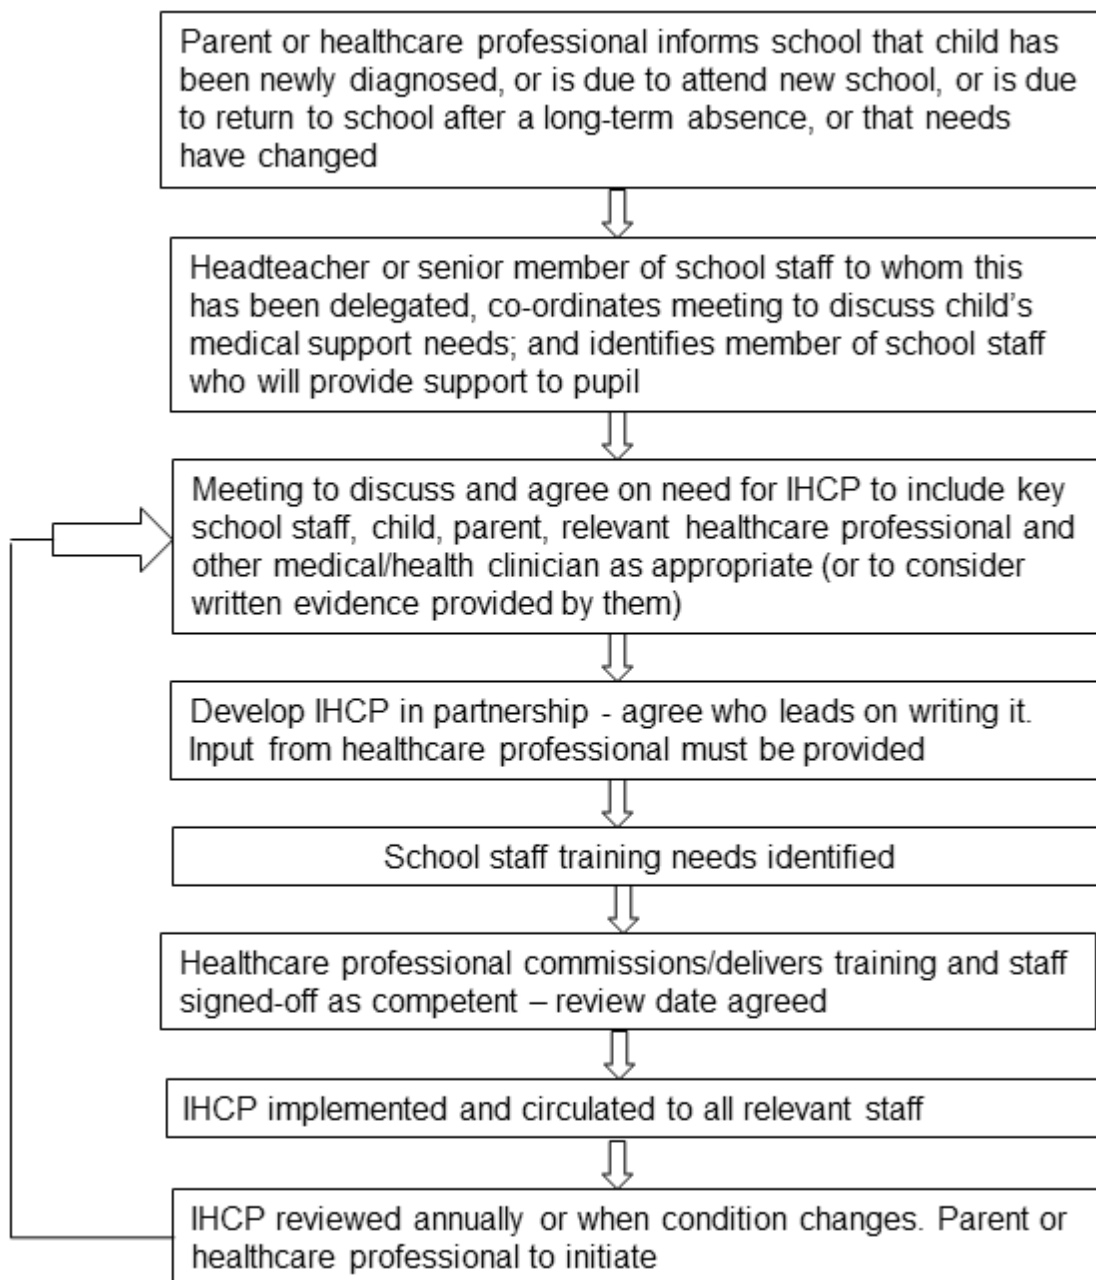 Parent or healthcare professional informs school that child has
been newly diagnosed, or is due to attend new school, or is due
to return to school after a long-term absence, or that needs
have changed
Headteacher or senior member of school staff to whom this
has been delegated, co-ordinates meeting to discuss child's
medical support needs; and identifies member of school staff
who will provide support to pupil
Meeting to discuss and agree on need for IHCP to include key
school staff, child, parent, relevant healthcare professional and
other medical/health clinician as appropriate (or to consider
written evidence provided by them)
Develop IHCP in partnership - agree who leads on writing it.
Input from healthcare professional must be provided
School staff training needs identified
Healthcare professional commissions/delivers training and staff
signed-off as competent – review date agreed
IHCP implemented and circulated to all relevant staff
IHCP reviewed annually or when condition changes. Parent or
healthcare professional to initiate